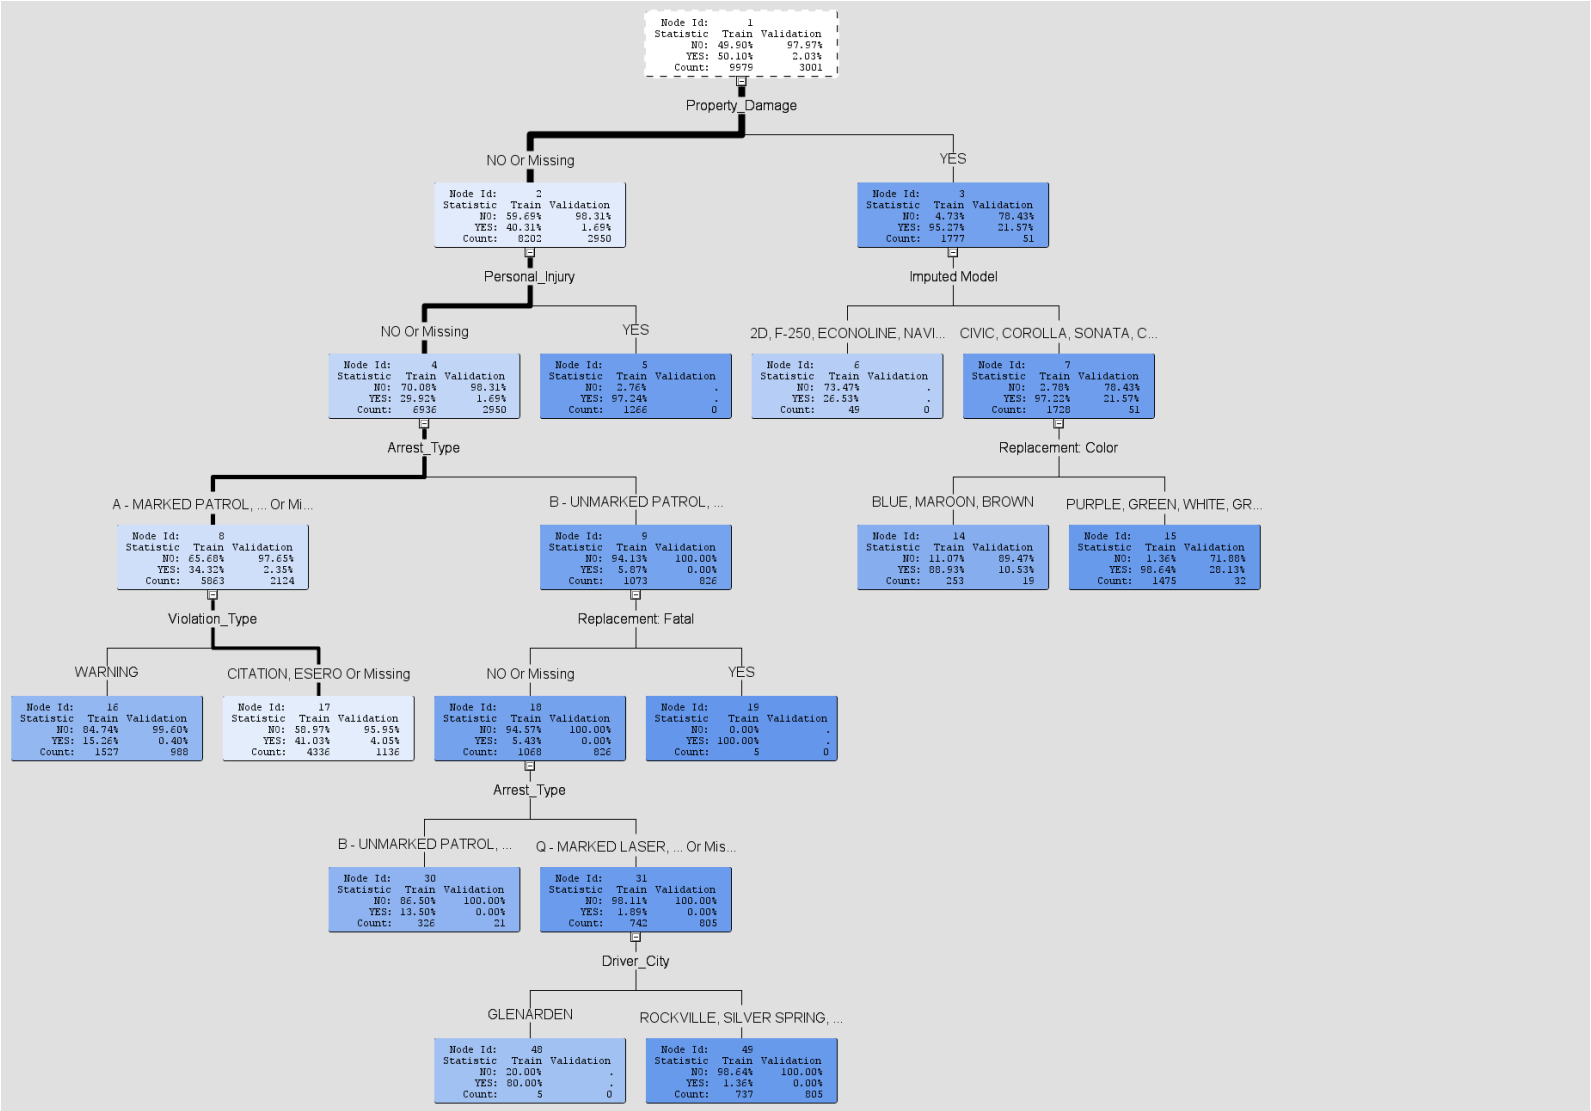 Node Id: 1
Statistic Train Validation
NO: 49.90% 97.97%
YES: 50.10% 2.03%
Count: 9979 3001
Property_Damage
NO Or Missing
YES
Node Id: 2
Statistic Train Validation
NO: 59.69% 98.31%
YES: 40.31% 1.69%
Count: 8202 2950
Node Id: 3
Statistic Train Validation
NO: 4.73% 78.43%
YES: 95.27% 21.57%
Count: 1777 51
Personal_Injury
Imputed Model
NO Or Missing
YES
2D, F-250, ECONOLINE, NAVI...
CIVIC, COROLLA, SONATA, C...
Node Id: 4
Statistic Train Validation
NO: 70.08% 98.31%
YES: 29.92% 1.69%
Count: 6936 2950
Node Id: 5
Statistic Train Validation
NO: 2.76% .
YES: 97.24% .
Count: 1266 0
Node Id: 6
Statistic Train Validation
NO: 73.47% .
YES: 26.53% .
Count: 49 0
Node Id: 7
Statistic Train Validation
NO: 2.78% 78.43%
YES: 97.22% 21.57%
Count: 1728 51
Arrest_Type
Replacement: Color
A - MARKED PATROL, ... Or Mi...
B - UNMARKED PATROL, ...
BLUE, MAROON, BROWN
PURPLE, GREEN, WHITE, GR...
Node Id: 8
Statistic Train Validation
NO: 65.68% 97.65%
YES: 34.32% 2.35%
Count: 5863 2124
Node Id: 9
Statistic Train Validation
NO: 94.13% 100.00%
YES: 5.87% 0.00%
Count: 1073 826
Node Id: 14
Statistic Train Validation
NO: 11.07% 89.47%
YES: 88.93% 10.53%
Count: 253 19
Node Id: 15
Statistic Train Validation
NO: 1.36% 71.88%
YES: 98.64% 28.13%
Count: 1475 32
Violation_Type
Replacement: Fatal
WARNING
CITATION, ESERO Or Missing
NO Or Missing
YES
Node Id: 16
Statistic Train Validation
NO: 84.74% 99.60%
YES: 15.26% 0.40%
Count: 1527 988
Node Id: 17
Statistic Train Validation
NO: 58.97% 95.95%
YES: 41.03% 4.05%
Count: 4336 1136
Node Id: 18
Statistic Train Validation
NO: 94.57% 100.00%
YES: 5.43% 0.00%
Count: 1068 826
Node Id: 19
Statistic Train Validation
NO: 0.00% .
YES: 100.00% .
Count: 5 0
Arrest_Type
B - UNMARKED PATROL, ...
Q - MARKED LASER, ... Or Mis...
Node Id: 30
Statistic Train Validation
NO: 86.50% 100.00%
YES: 13.50% 0.00%
Count: 326 21
Node Id: 31
Statistic Train Validation
NO: 98.11% 100.00%
YES: 1.89% 0.00%
Count: 742 805
Driver_City
GLENARDEN
ROCKVILLE, SILVER SPRING, ...
Node Id: 48
Statistic Train Validation
NO: 20.00% .
YES: 80.00% .
Count: 5 0
Node Id: 49
Statistic Train Validation
NO: 98.64% 100.00%
YES: 1.36% 0.00%
Count: 737 805